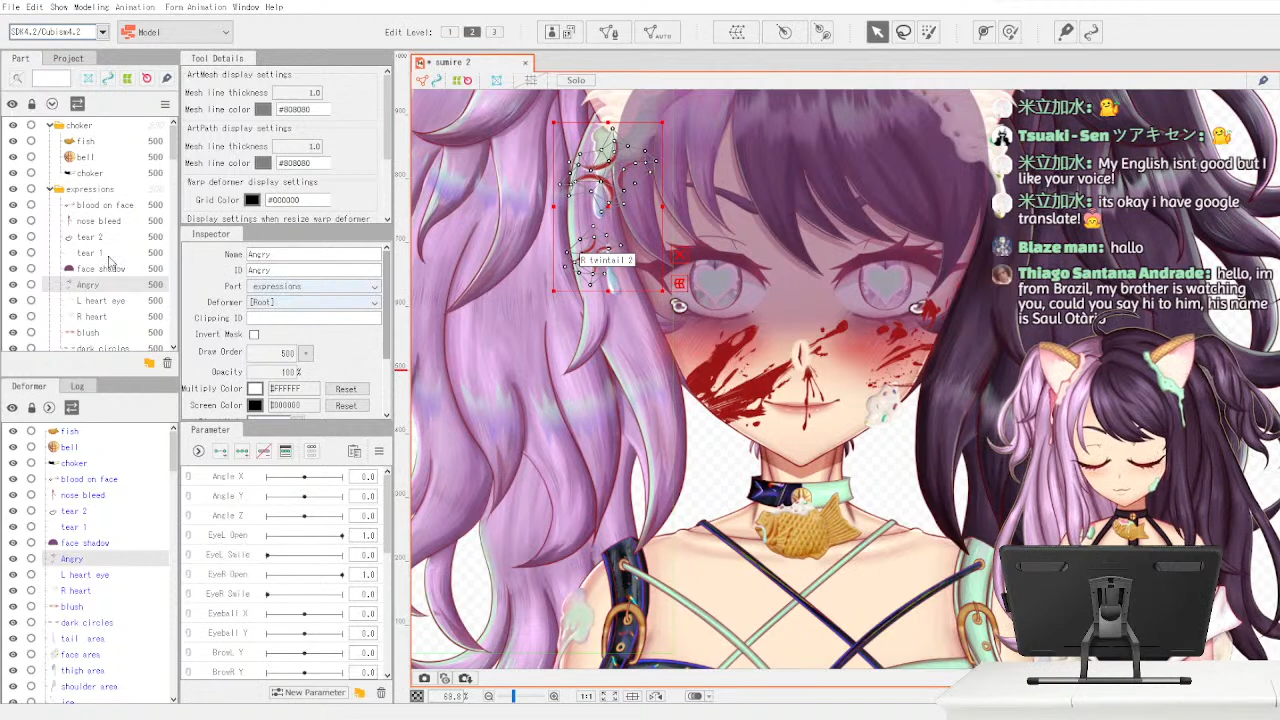 File Edit Show Modeling Animation Form Animation Window Help
SDK4.2/Cubism4.2
Model
Edit Level: 1 2 3
AUTO
Part Project
Tool Details
* sumire 2 ×
Solo
ArtMesh display settings
Mesh line thickness 1.0
Mesh line color #808080
ArtPath display settings
Mesh line thickness 1.0
Mesh line color #808080
Warp deformer display settings
Grid Color #000000
Display settings when resize warp deformer
choker
fish 500
bell 500
choker 500
expressions
blood on face 500
nose bleed 500
tear 2 500
tear 1 500
face shadow 500
Angry 500
L heart eye 500
R heart 500
blush 500
dark circles 500
Inspector
Name Angry
ID Angry
Part expressions
Deformer [Root]
Clipping ID
Invert Mask
Draw Order 500
Opacity 100 %
Multiply Color #FFFFFF Reset
Screen Color #000000 Reset
Deformer Log
fish
bell
choker
blood on face
nose bleed
tear 2
tear 1
face shadow
Angry
L heart eye
R heart
blush
dark circles
tail area
face area
thigh area
shoulder area
Parameter
Angle X 0.0
Angle Y 0.0
Angle Z 0.0
EyeL Open 1.0
EyeL Smile 0.0
EyeR Open 1.0
EyeR Smile 0.0
Eyeball X 0.0
Eyeball Y 0.0
BrowL Y 0.0
BrowR Y 0.0
New Parameter
R twintail 2
69.8%
1:1
米立加水:
Tsuaki - Sen ツアキセン:
米立加水: My English isnt good but I
like your voice!
米立加水: its okay i have google
translate!
Blaze man: hallo
Thiago Santana Andrade: hello, im
from Brazil, my brother is watching
you, could you say hi to him, his name
is Saul Otário